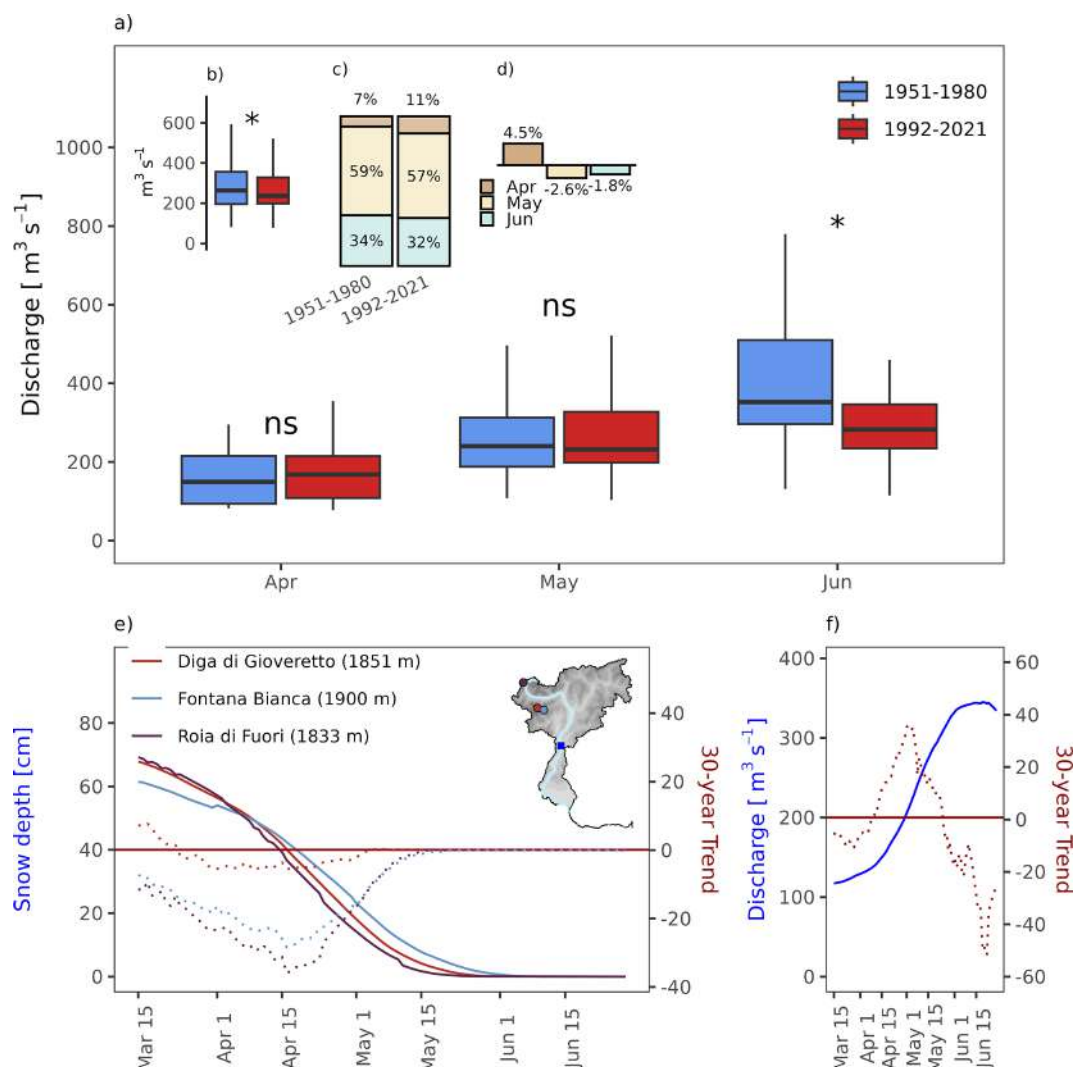 a)
b)
c)
d)
1951-1980
1992-2021
m³ s⁻¹
600
400
200
0
*
7%
11%
59%
57%
34%
32%
1951-1980
1992-2021
4.5%
-2.6%
-1.8%
Apr
May
Jun
Discharge [ m³ s⁻¹]
1000
800
600
400
200
0
ns
ns
*
Apr
May
Jun
e)
Diga di Gioveretto (1851 m)
Fontana Bianca (1900 m)
Roia di Fuori (1833 m)
Snow depth [cm]
80
60
40
20
0
40
20
0
-20
-40
30-year Trend
Mar 15
Apr 1
Apr 15
May 1
May 15
Jun 1
Jun 15
f)
Discharge [ m³ s⁻¹]
400
300
200
100
0
60
40
20
0
-20
-40
-60
30-year Trend
Mar 15
Apr 1
Apr 15
May 1
May 15
Jun 1
Jun 15